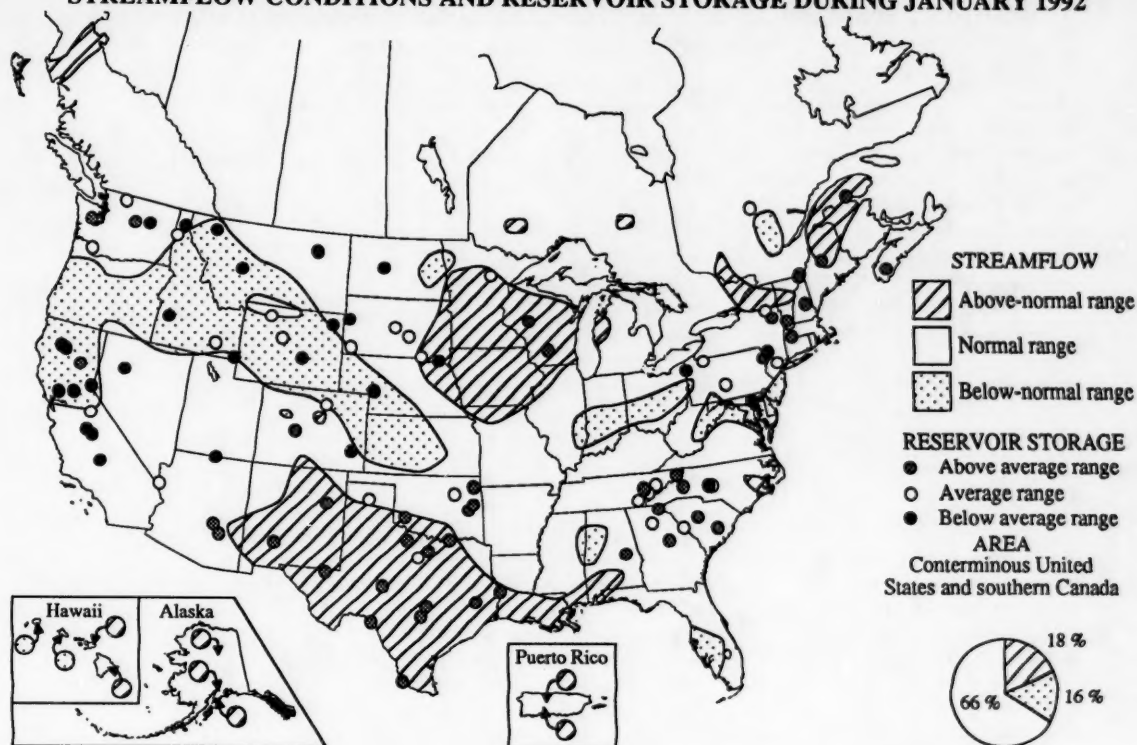 STREAMFLOW CONDITIONS AND RESERVOIR STORAGE DURING JANUARY 1992
STREAMFLOW
Above-normal range
Normal range
Below-normal range
RESERVOIR STORAGE
Above average range
Average range
Below average range
AREA
Conterminous United
States and southern Canada
Hawaii
Alaska
Puerto Rico
18 %
16 %
66 %